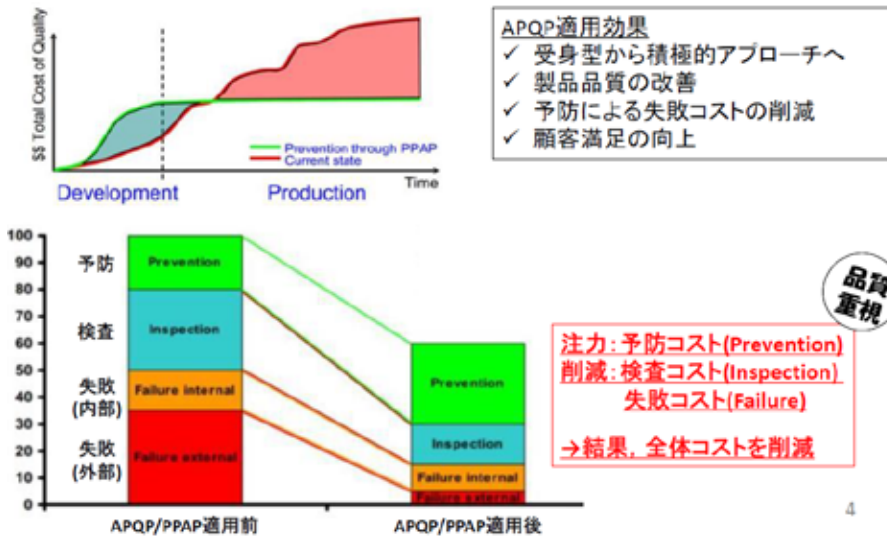 $$ Total Cost of Quality
Prevention through PPAP
Current state
Time
Development
Production
APQP適用効果
✓ 受身型から積極的アプローチへ
✓ 製品品質の改善
✓ 予防による失敗コストの削減
✓ 顧客満足の向上
100
90
80
70
60
50
40
30
20
10
0
予防
検査
失敗
(内部)
失敗
(外部)
Prevention
Inspection
Failure internal
Failure external
Prevention
Inspection
Failure internal
Failure external
APQP/PPAP適用前
APQP/PPAP適用後
品質
重視
注力:予防コスト(Prevention)
削減:検査コスト(Inspection)
失敗コスト(Failure)
→結果, 全体コストを削減
4